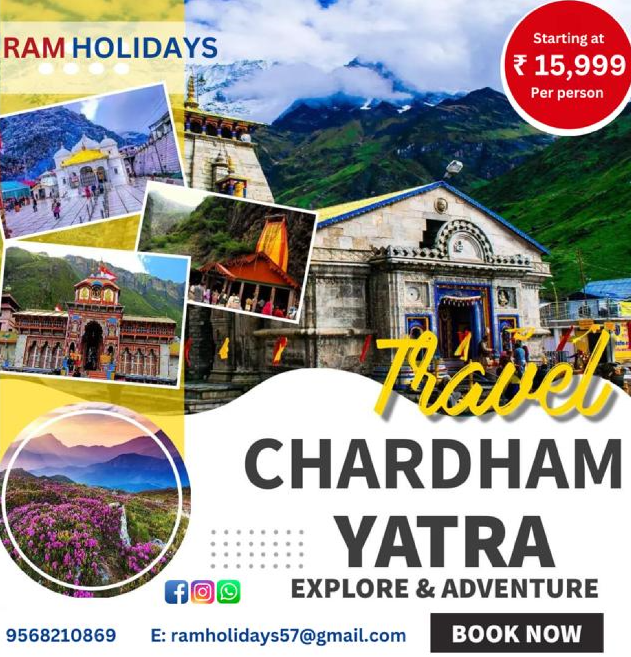 RAM HOLIDAYS
Starting at
₹ 15,999
Per person
Travel
CHARDHAM
YATRA
EXPLORE & ADVENTURE
9568210869
E: ramholidays57@gmail.com
BOOK NOW